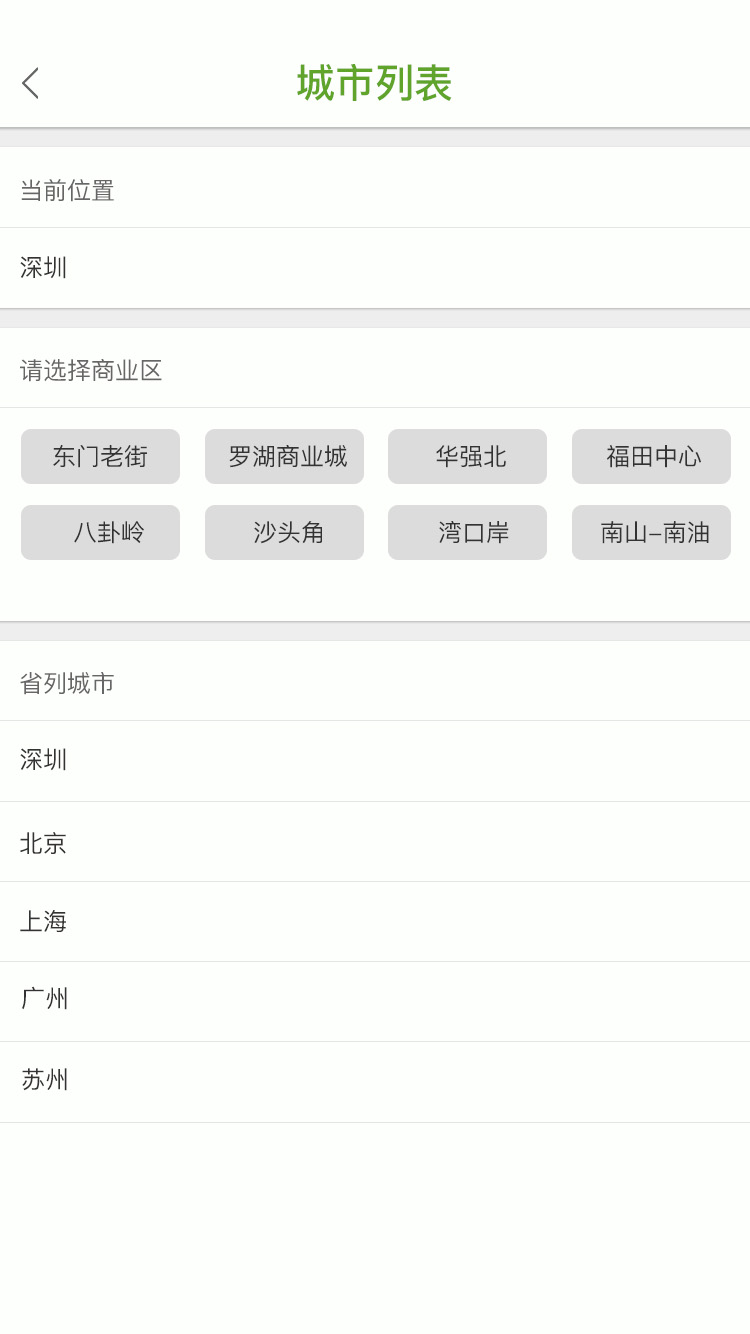 城市列表
当前位置
深圳
请选择商业区
东门老街 罗湖商业城 华强北 福田中心
八卦岭 沙头角 湾口岸 南山-南油
省列城市
深圳
北京
上海
广州
苏州